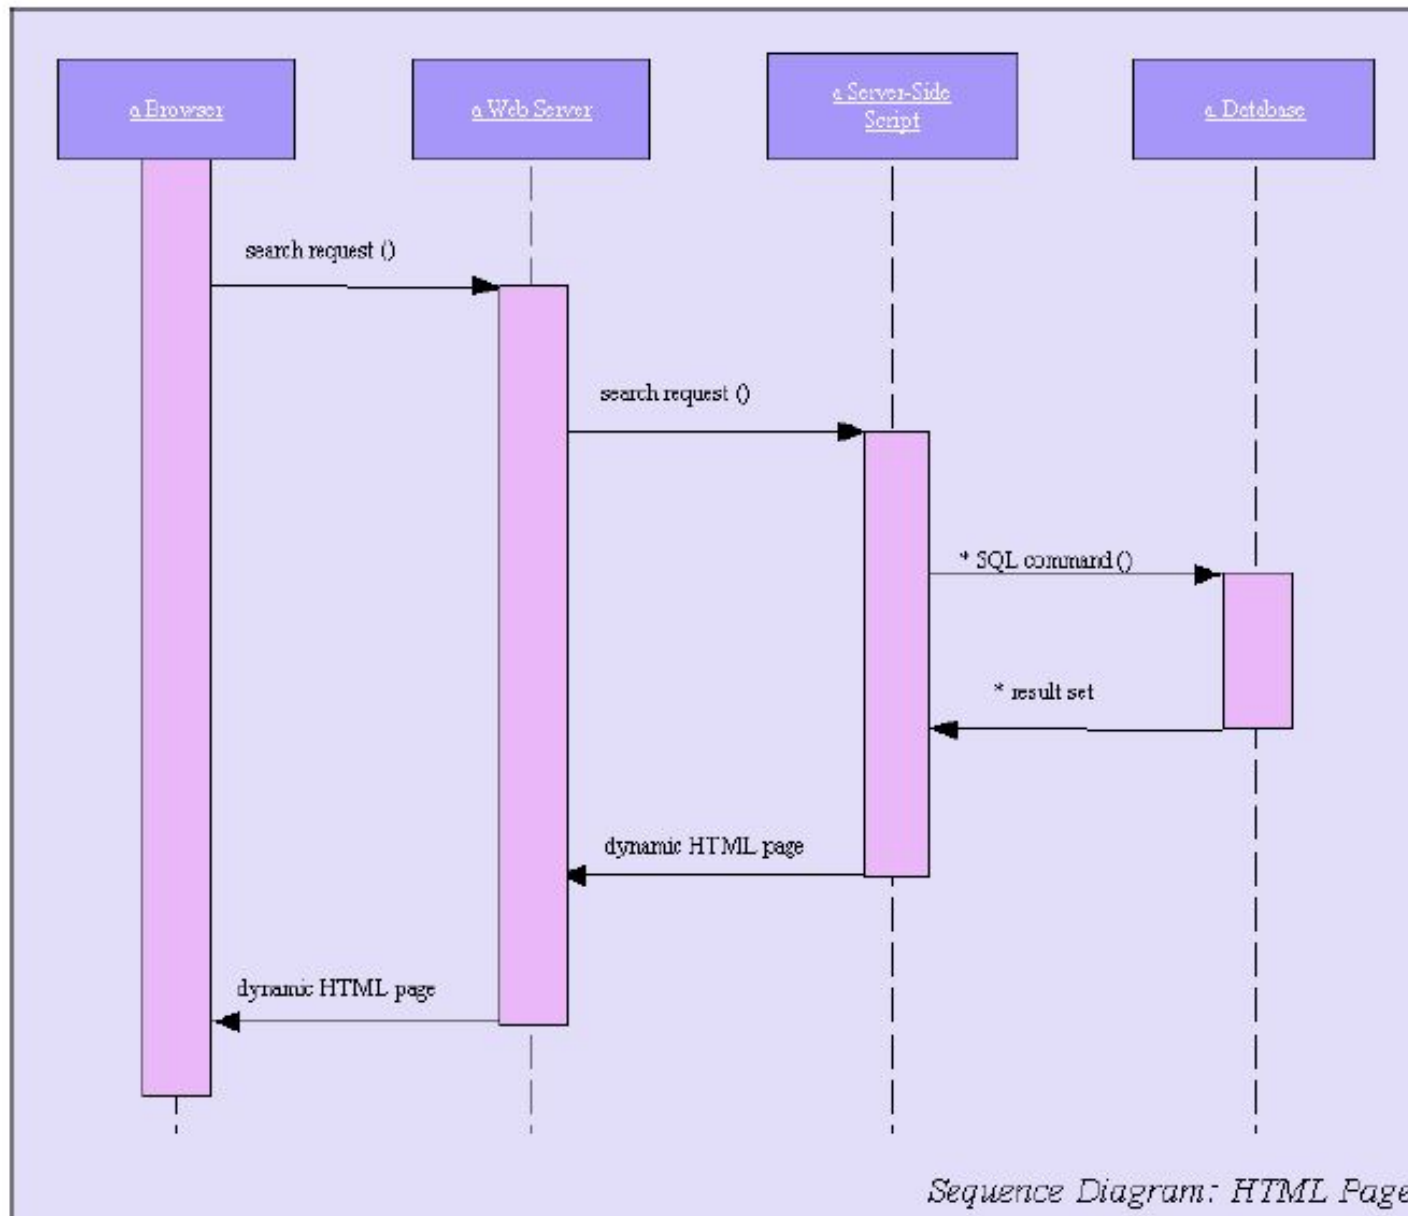 a Browser
a Web Server
a Server-Side
Script
a Database
search request ()
search request ()
* SQL command ()
* result set
dynamic HTML page
dynamic HTML page
Sequence Diagram: HTML Page